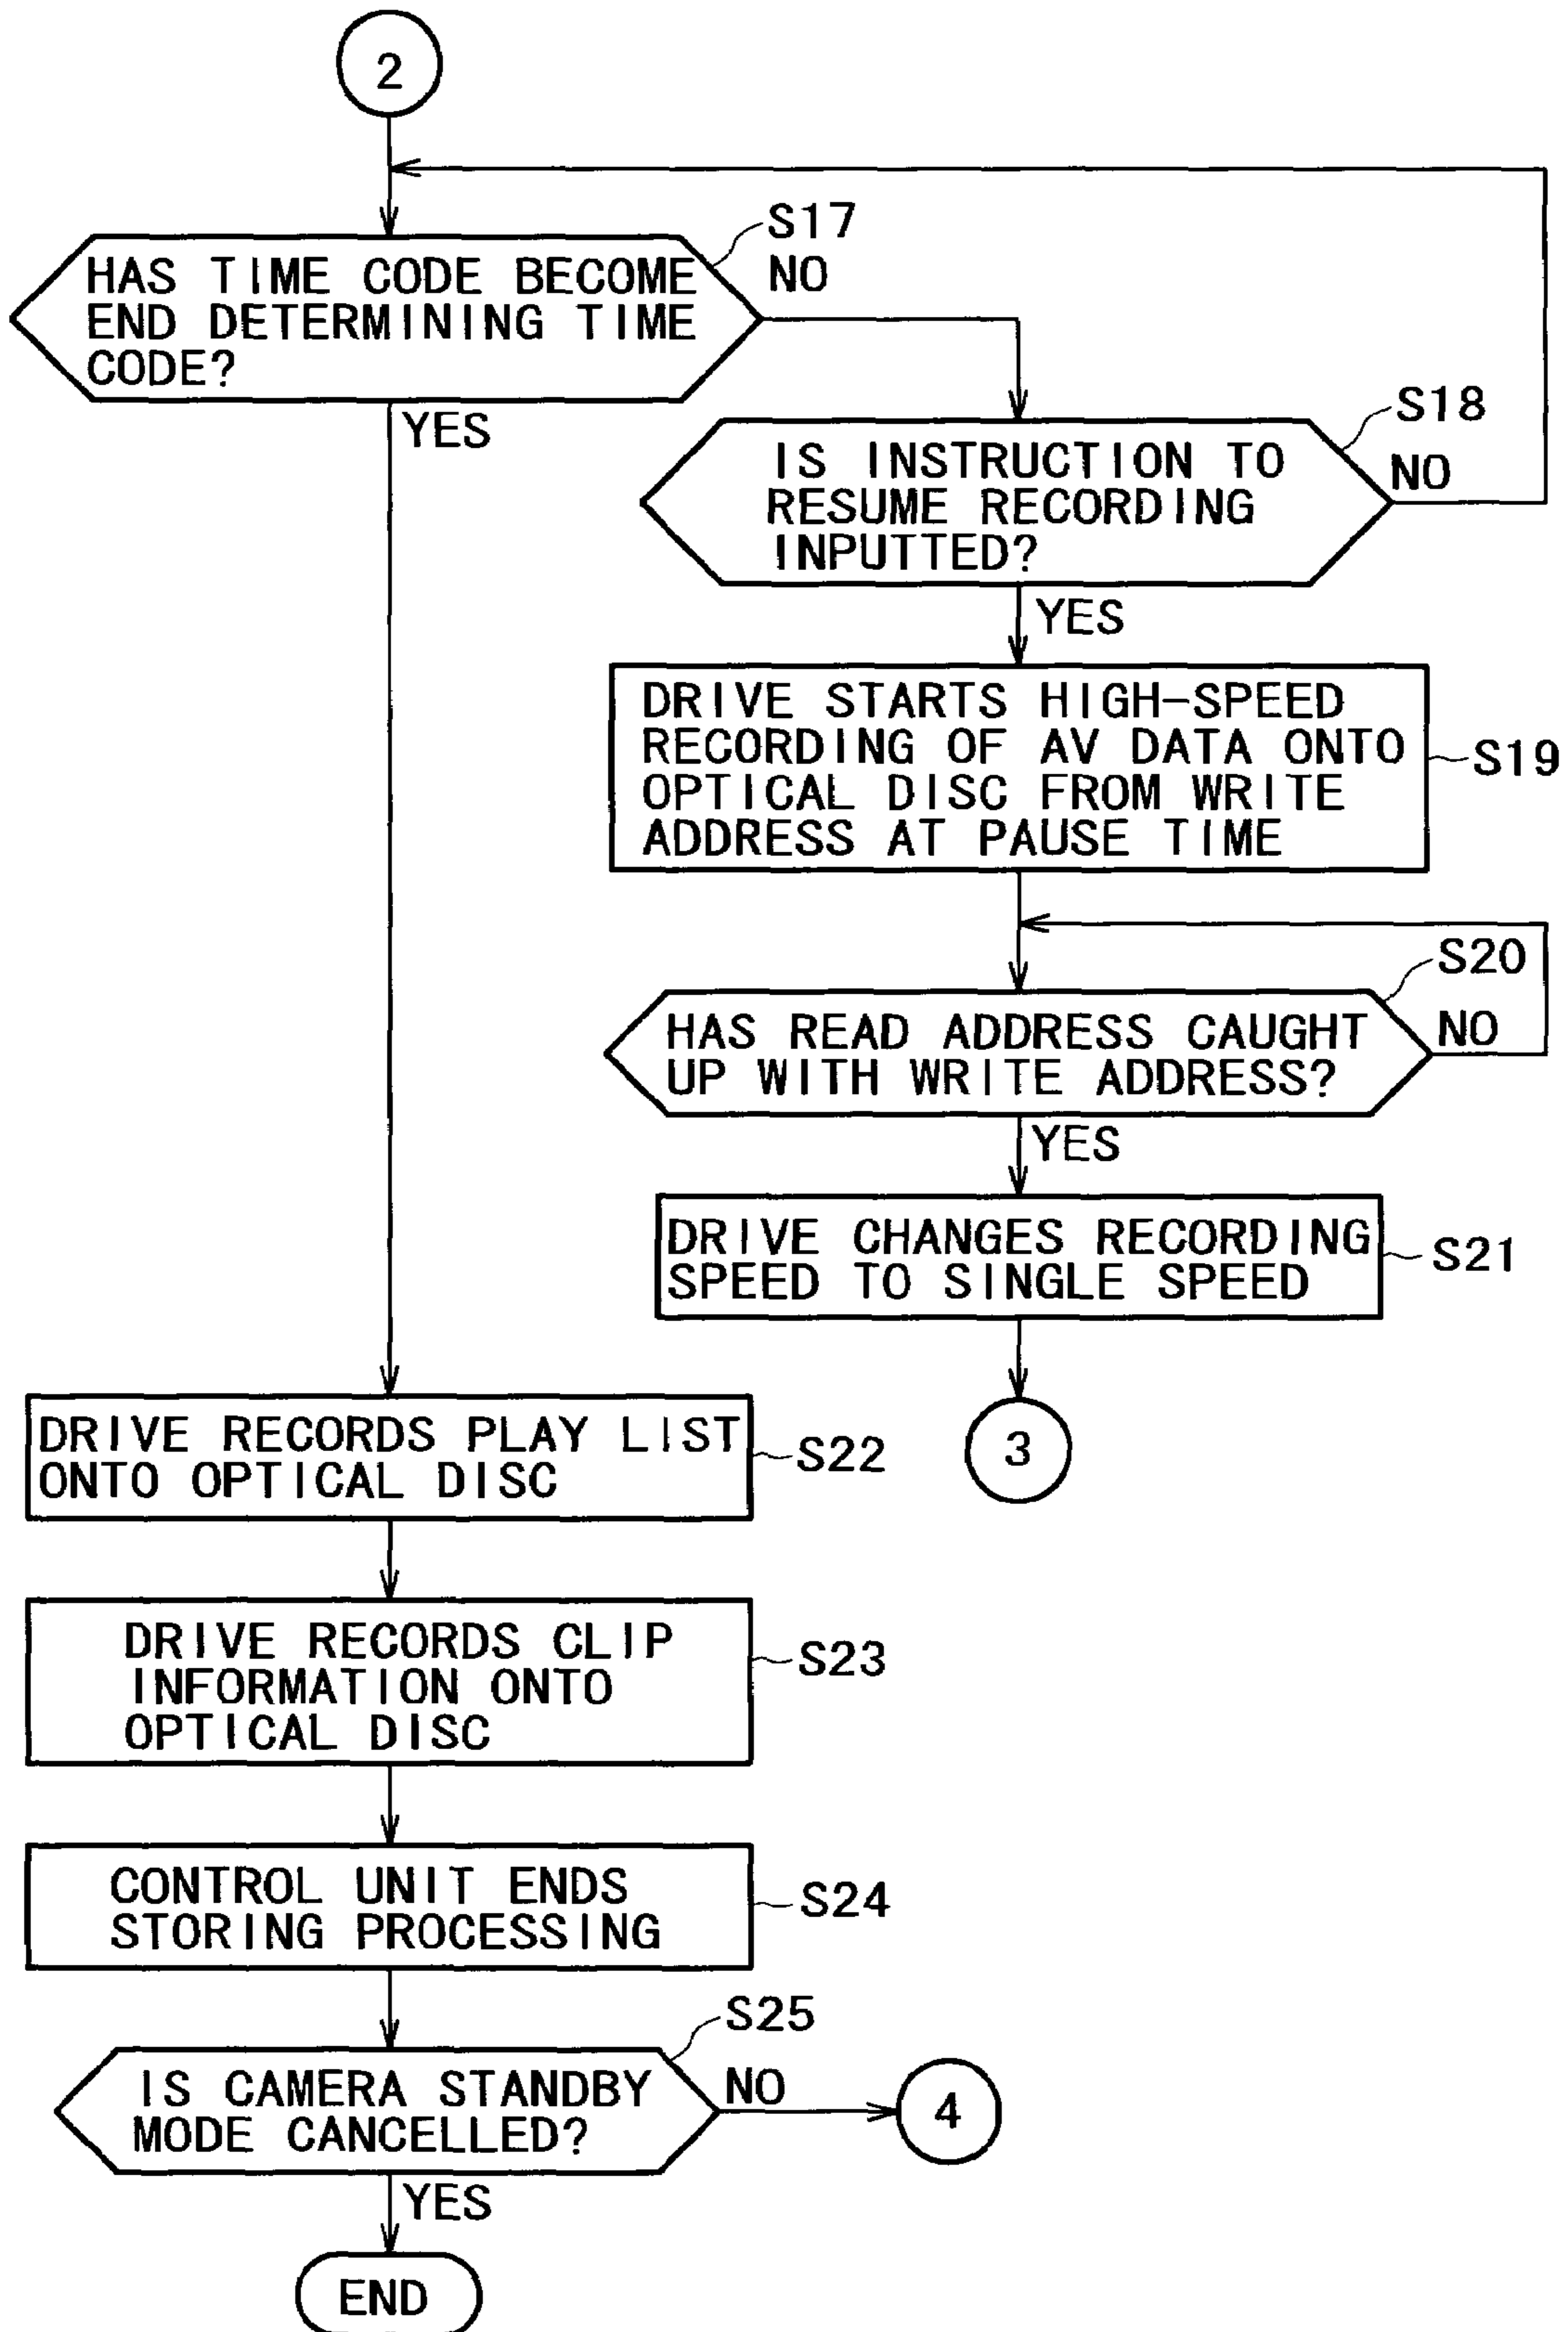 2
S17
HAS TIME CODE BECOME
END DETERMINING TIME
CODE?
NO
YES
S18
IS INSTRUCTION TO
RESUME RECORDING
INPUTTED?
NO
YES
DRIVE STARTS HIGH-SPEED
RECORDING OF AV DATA ONTO
OPTICAL DISC FROM WRITE
ADDRESS AT PAUSE TIME
S19
S20
HAS READ ADDRESS CAUGHT
UP WITH WRITE ADDRESS?
NO
YES
DRIVE CHANGES RECORDING
SPEED TO SINGLE SPEED
S21
3
DRIVE RECORDS PLAY LIST
ONTO OPTICAL DISC
S22
DRIVE RECORDS CLIP
INFORMATION ONTO
OPTICAL DISC
S23
CONTROL UNIT ENDS
STORING PROCESSING
S24
S25
IS CAMERA STANDBY
MODE CANCELLED?
NO
4
YES
END